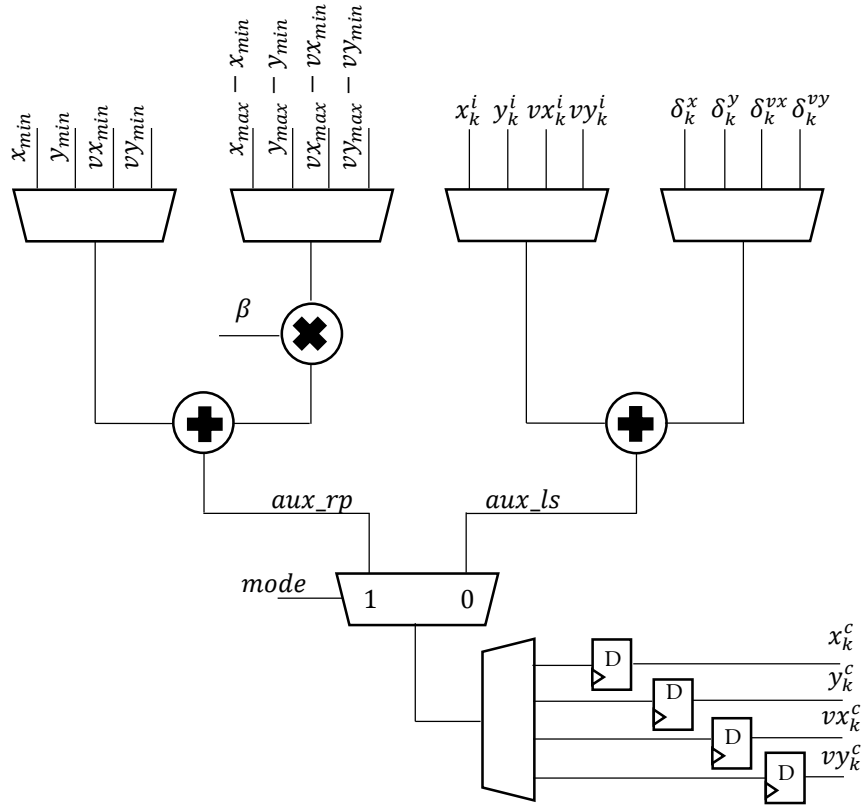 x_min y_min vx_min vy_min
x_max − x_min y_max − y_min vx_max − vx_min vy_max − vy_min
x_k^i y_k^i vx_k^i vy_k^i
δ_k^x δ_k^y δ_k^vx δ_k^vy
β
aux_rp aux_ls
mode 1 0
D x_k^c
D y_k^c
D vx_k^c
D vy_k^c